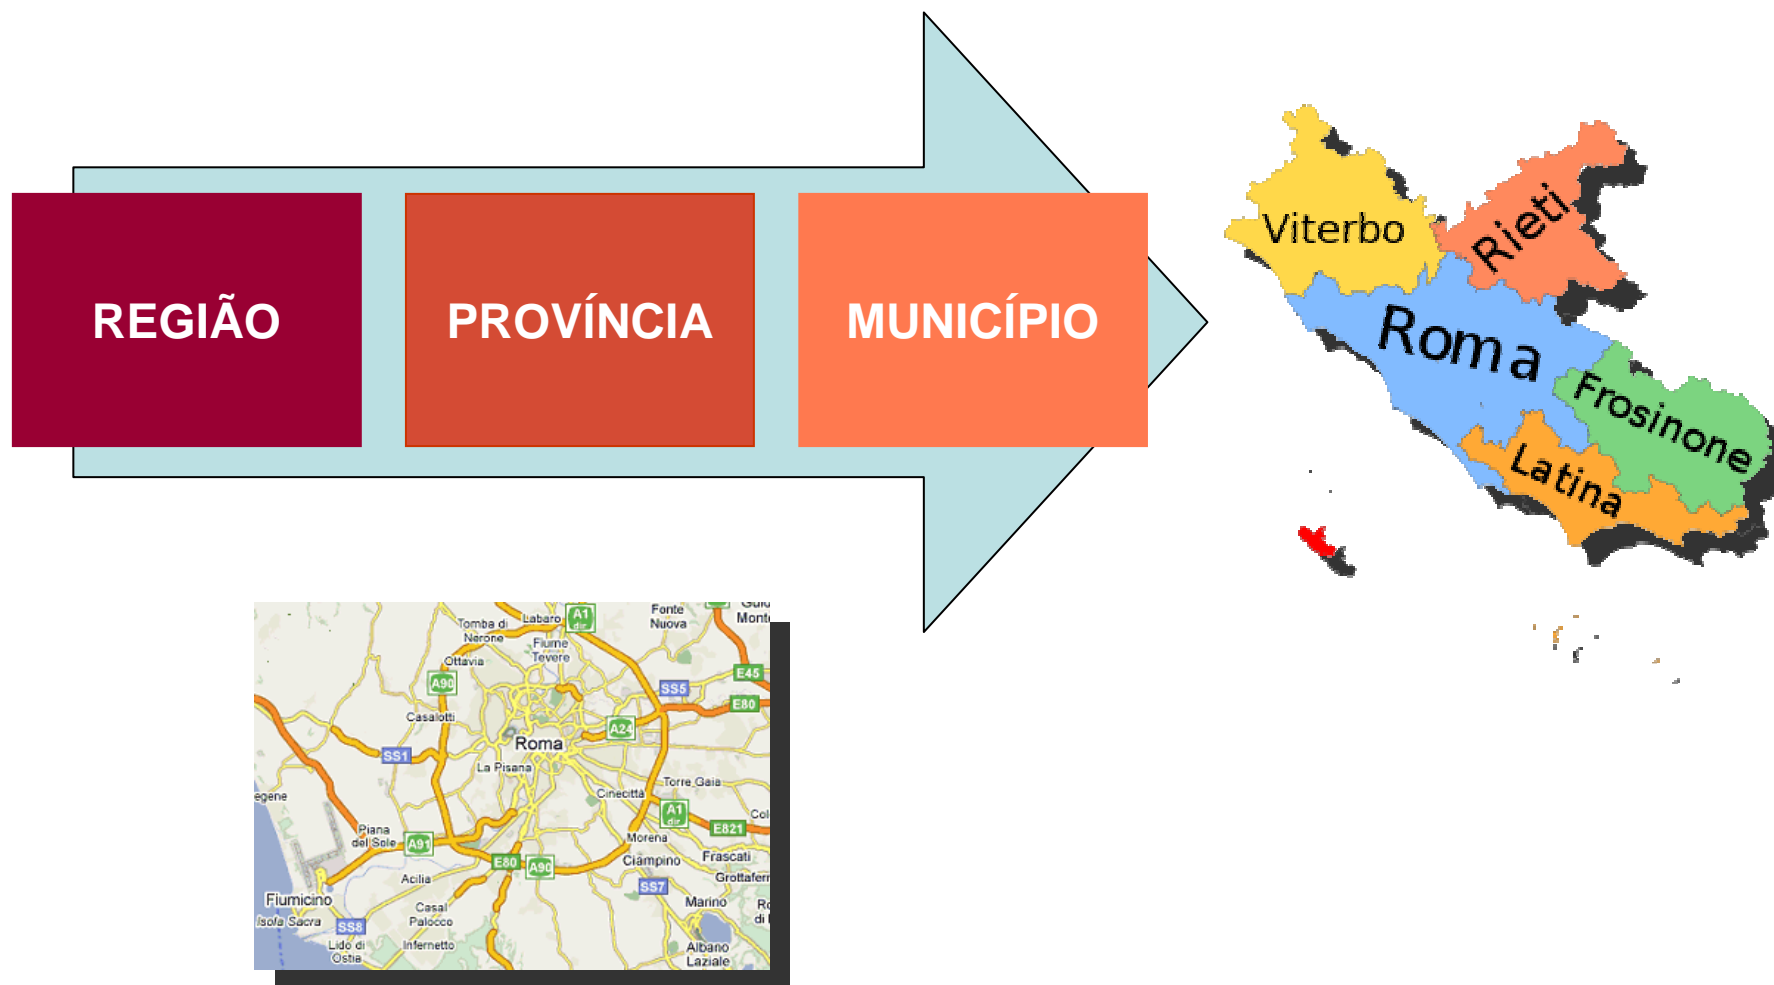 REGIÃO
PROVÍNCIA
MUNICÍPIO
Viterbo
Rieti
Roma
Frosinone
Latina
Tomba di
Nerone
Labaro
A1
dir
Fonte
Nuova
Fiume
Tevere
Ottavia
A90
SS5
E45
E80
Casalotti
A24
SS1
Roma
La Pisana
Cinecittà
Torre Gaia
A1
dir
E821
Piana
del Sole
A91
Morena
Ciampino
Frascati
E80
A90
Acilia
SS7
Fiumicino
Isola Sacra
Casal
Palocco
Marino
SS8
Lido di
Ostia
Infernetto
Albano
Laziale